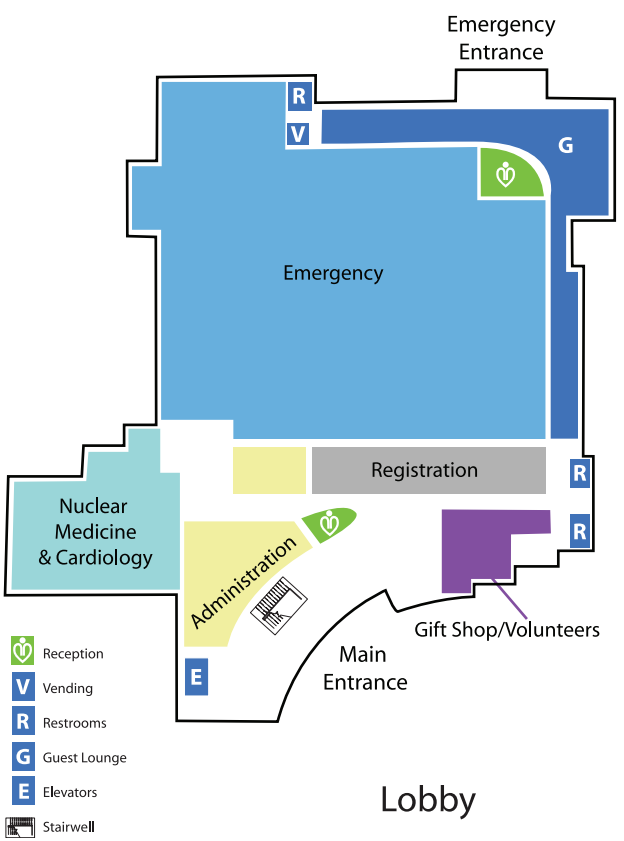 Emergency
Entrance
R
V
G
Emergency
Registration
R
Nuclear
Medicine
& Cardiology
R
Administration
Gift Shop/Volunteers
Main
Entrance
E
Reception
V Vending
R Restrooms
G Guest Lounge
E Elevators
Stairwell
Lobby